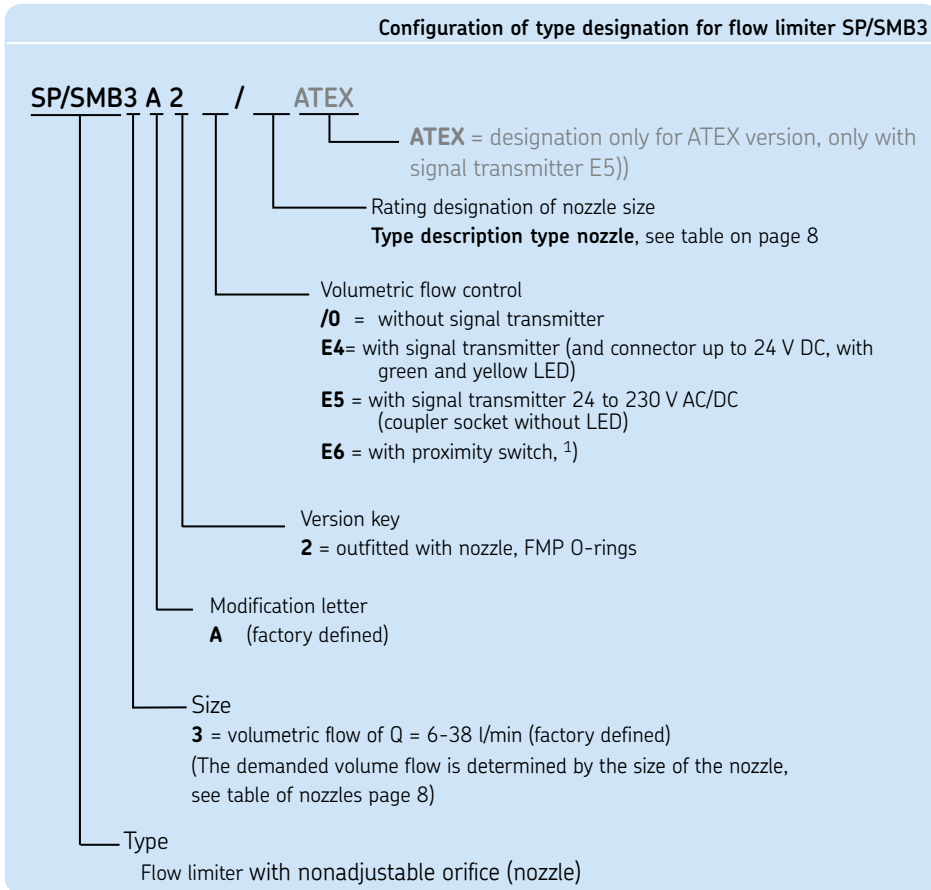 Configuration of type designation for flow limiter SP/SMB3
SP/SMB3 A 2 / ATEX
ATEX = designation only for ATEX version, only with
signal transmitter E5))
Rating designation of nozzle size
Type description type nozzle, see table on page 8
Volumetric flow control
/0 = without signal transmitter
E4= with signal transmitter (and connector up to 24 V DC, with
green and yellow LED)
E5 = with signal transmitter 24 to 230 V AC/DC
(coupler socket without LED)
E6 = with proximity switch, 1)
Version key
2 = outfitted with nozzle, FMP O-rings
Modification letter
A (factory defined)
Size
3 = volumetric flow of Q = 6-38 l/min (factory defined)
(The demanded volume flow is determined by the size of the nozzle,
see table of nozzles page 8)
Type
Flow limiter with nonadjustable orifice (nozzle)